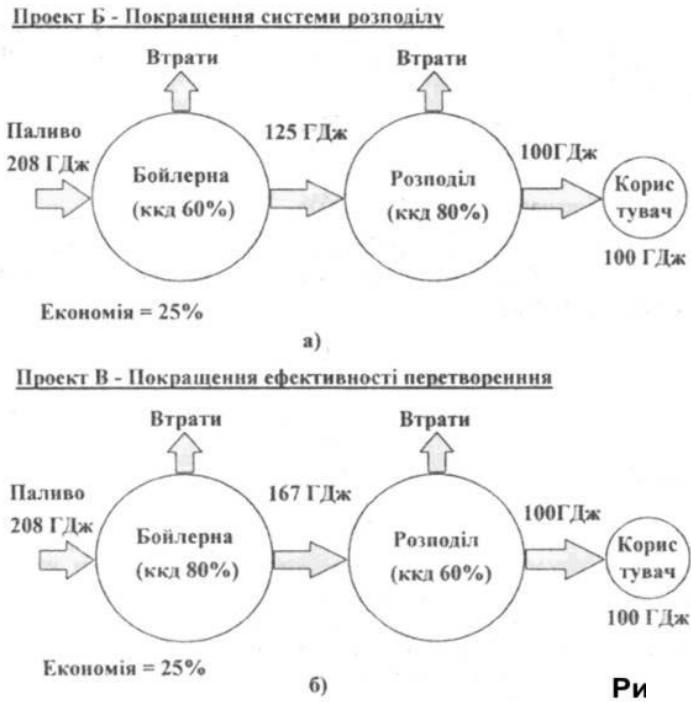 Проект Б - Покращення системи розподілу
Втрати
Втрати
Паливо
208 ГДж
125 ГДж
100ГДж
Бойлерна
(ккд 60%)
Розподіл
(ккд 80%)
Корис
тувач
100 ГДж
Економія = 25%
а)
Проект В - Покращення ефективності перетворенння
Втрати
Втрати
Паливо
208 ГДж
167 ГДж
100ГДж
Бойлерна
(ккд 80%)
Розподіл
(ккд 60%)
Корис
тувач
100 ГДж
Економія = 25%
б)
Ри